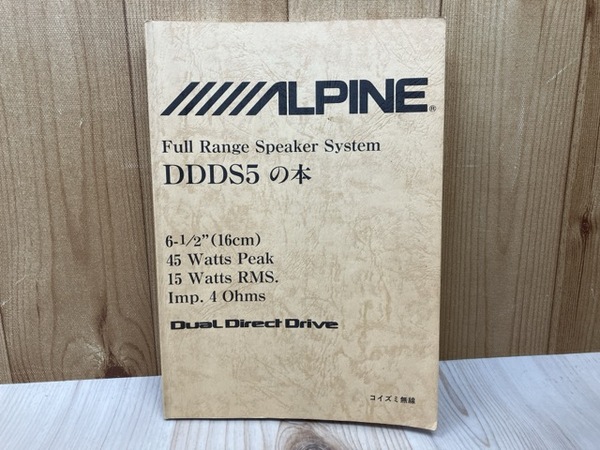 ALPINE®
Full Range Speaker System
DDDS5 の本
6-1/2”(16cm)
45 Watts Peak
15 Watts RMS.
Imp. 4 Ohms
Dual Direct Drive
コイズミ無線